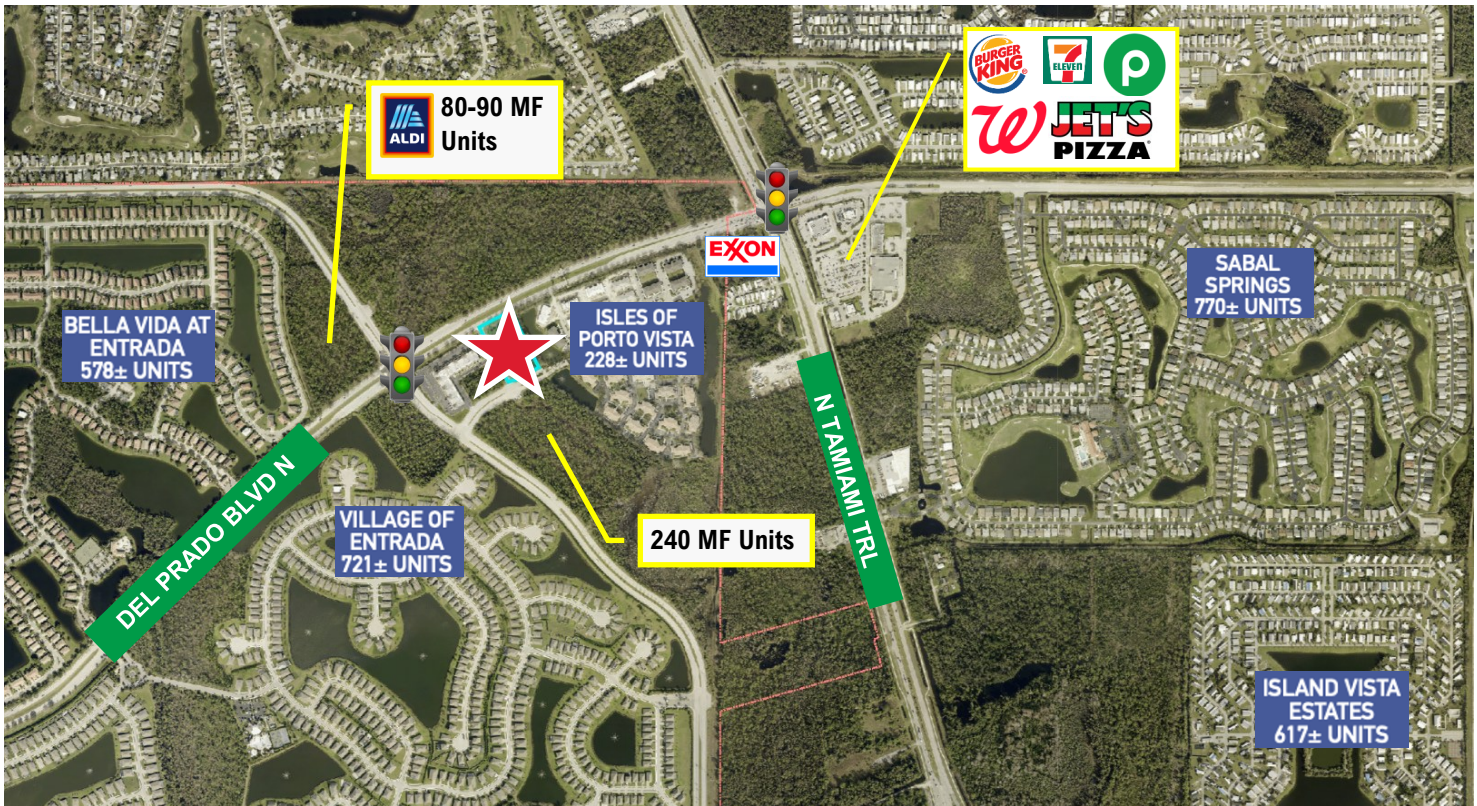 BURGER
KING
7
ELEVEN
P
W
JET'S
PIZZA
ALDI
80-90 MF
Units
EXXON
SABAL
SPRINGS
770± UNITS
BELLA VIDA AT
ENTRADA
578± UNITS
ISLES OF
PORTO VISTA
228± UNITS
N TAMIAMI TRL
DEL PRADO BLVD N
VILLAGE OF
ENTRADA
721± UNITS
240 MF Units
ISLAND VISTA
ESTATES
617± UNITS